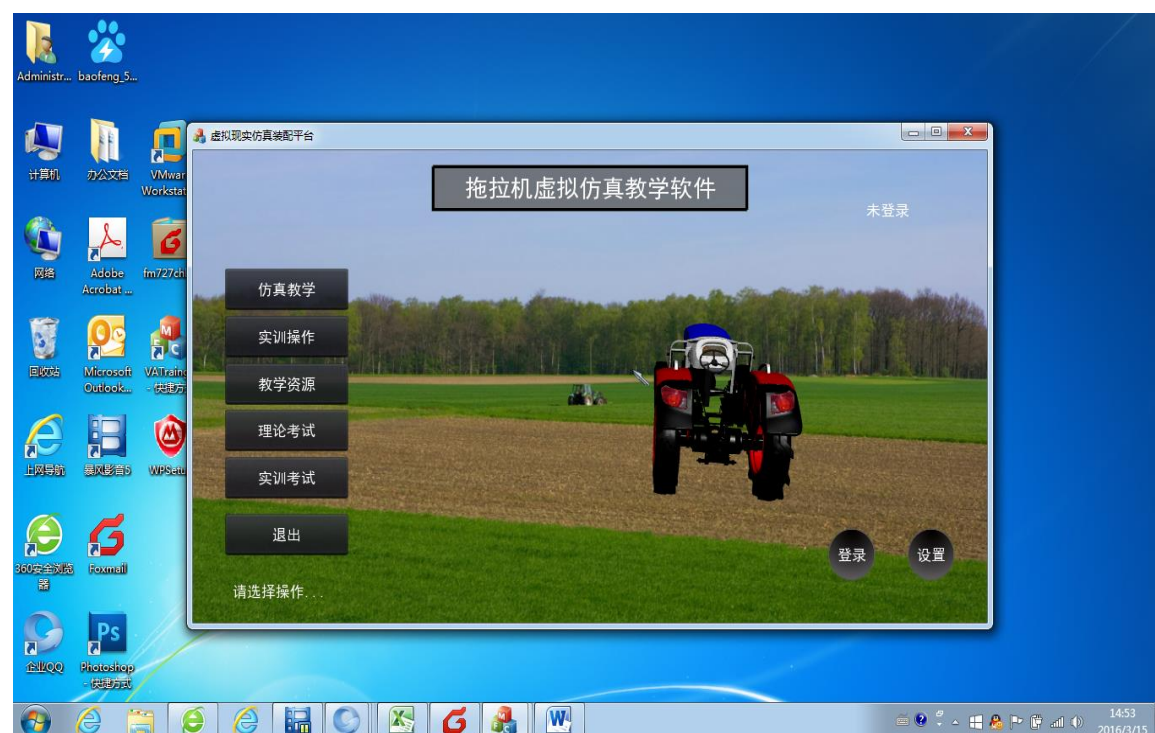 Administr...
baofeng_5...
计算机
办公文档
VMwar
Workstat
网络
Adobe
Acrobat ...
fm727ch
回收站
Microsoft
Outlook...
VATrain
- 快捷方
上网导航
暴风影音5
WPSetu
360安全浏览
器
Foxmail
企业QQ
Photoshop
- 快捷方式
虚拟现实仿真装配平台
拖拉机虚拟仿真教学软件
未登录
仿真教学
实训操作
教学资源
理论考试
实训考试
退出
请选择操作...
登录
设置
14:53
2016/3/15